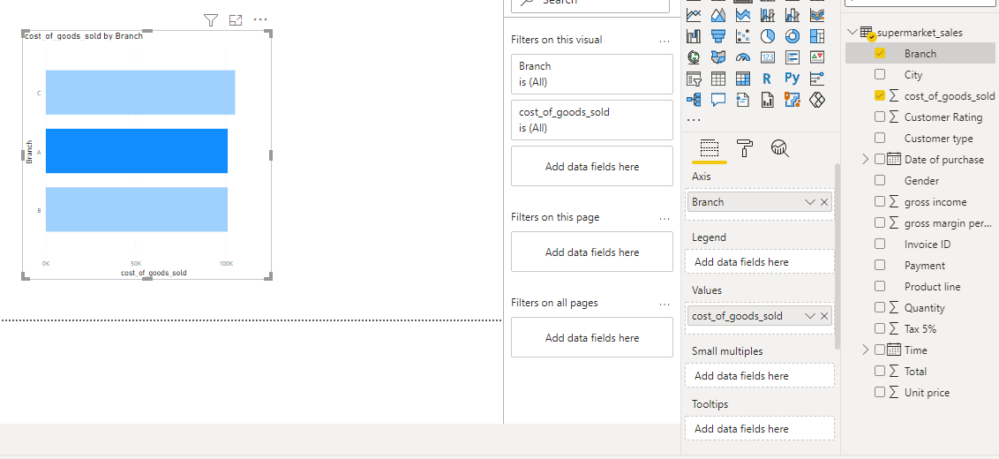 cost_of_goods_sold by Branch
Branch
C
A
B
0K
50K
100K
cost_of_goods_sold
Search
Filters on this visual
...
Branch
is (All)
cost_of_goods_sold
is (All)
Add data fields here
Filters on this page
...
Add data fields here
Filters on all pages
...
Add data fields here
123
R
Py
...
Axis
Branch
Legend
Add data fields here
Values
cost_of_goods_sold
Small multiples
Add data fields here
Tooltips
Add data fields here
supermarket_sales
Branch
City
∑ cost_of_goods_sold
∑ Customer Rating
Customer type
Date of purchase
Gender
∑ gross income
∑ gross margin per...
Invoice ID
Payment
Product line
∑ Quantity
∑ Tax 5%
Time
∑ Total
∑ Unit price